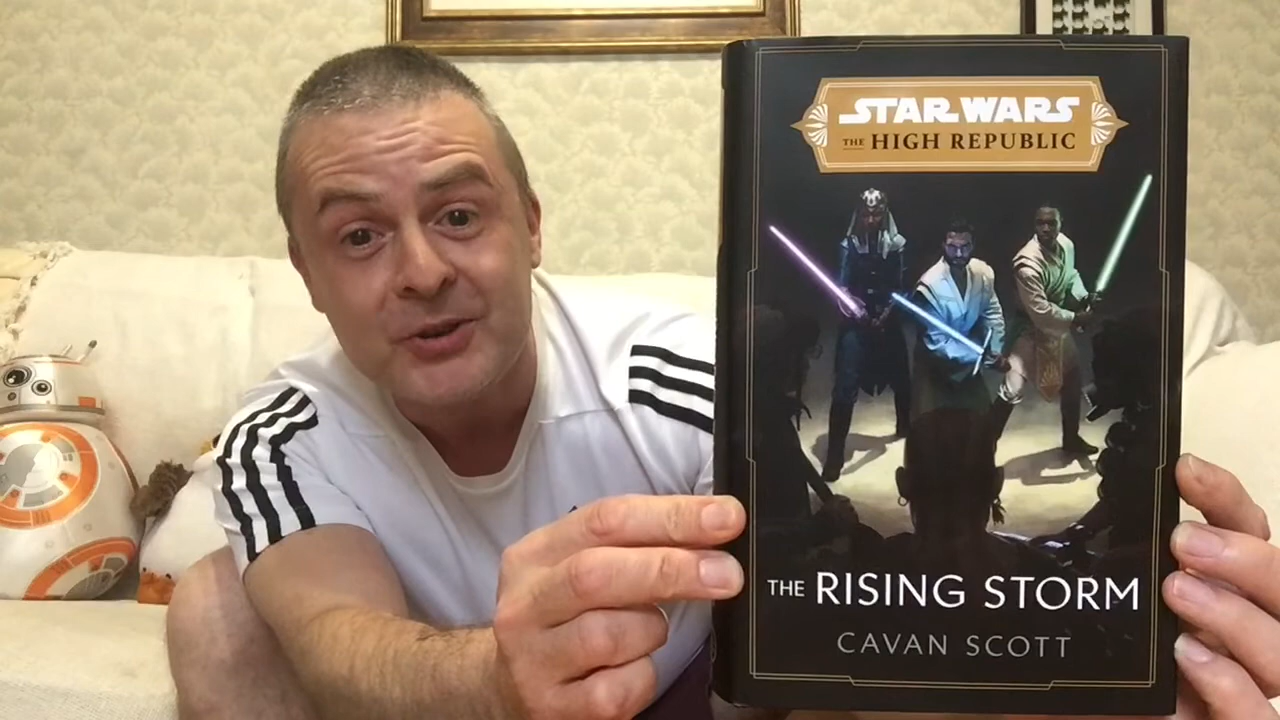 STAR WARS
THE HIGH REPUBLIC
THE RISING STORM
CAVAN SCOTT